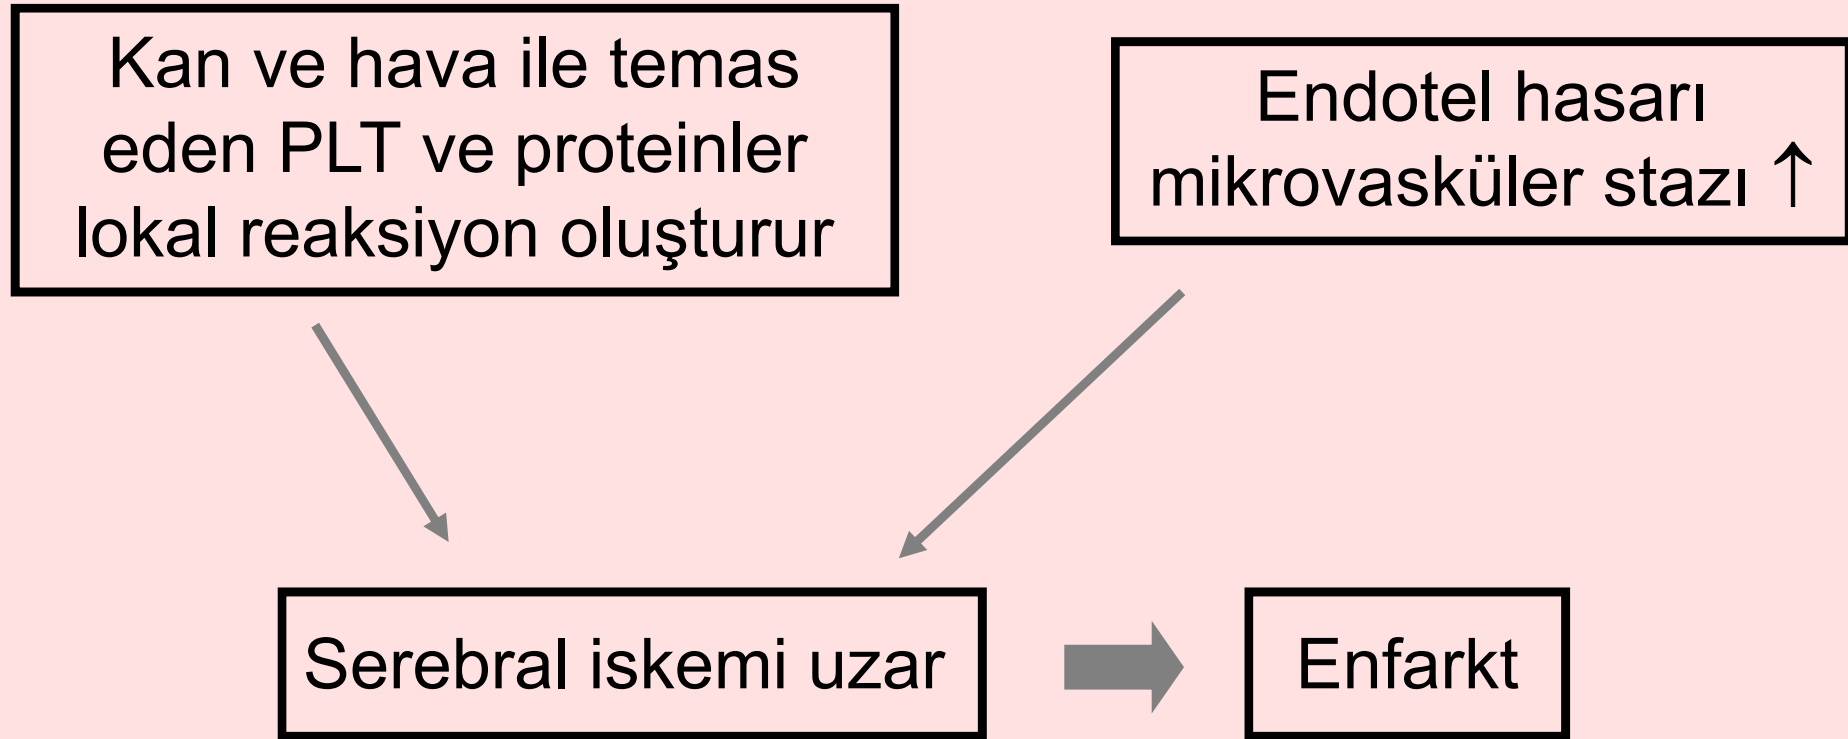 Kan ve hava ile temas
eden PLT ve proteinler
lokal reaksiyon oluşturur
Endotel hasarı
mikrovasküler stazı ↑
Serebral iskemi uzar
Enfarkt